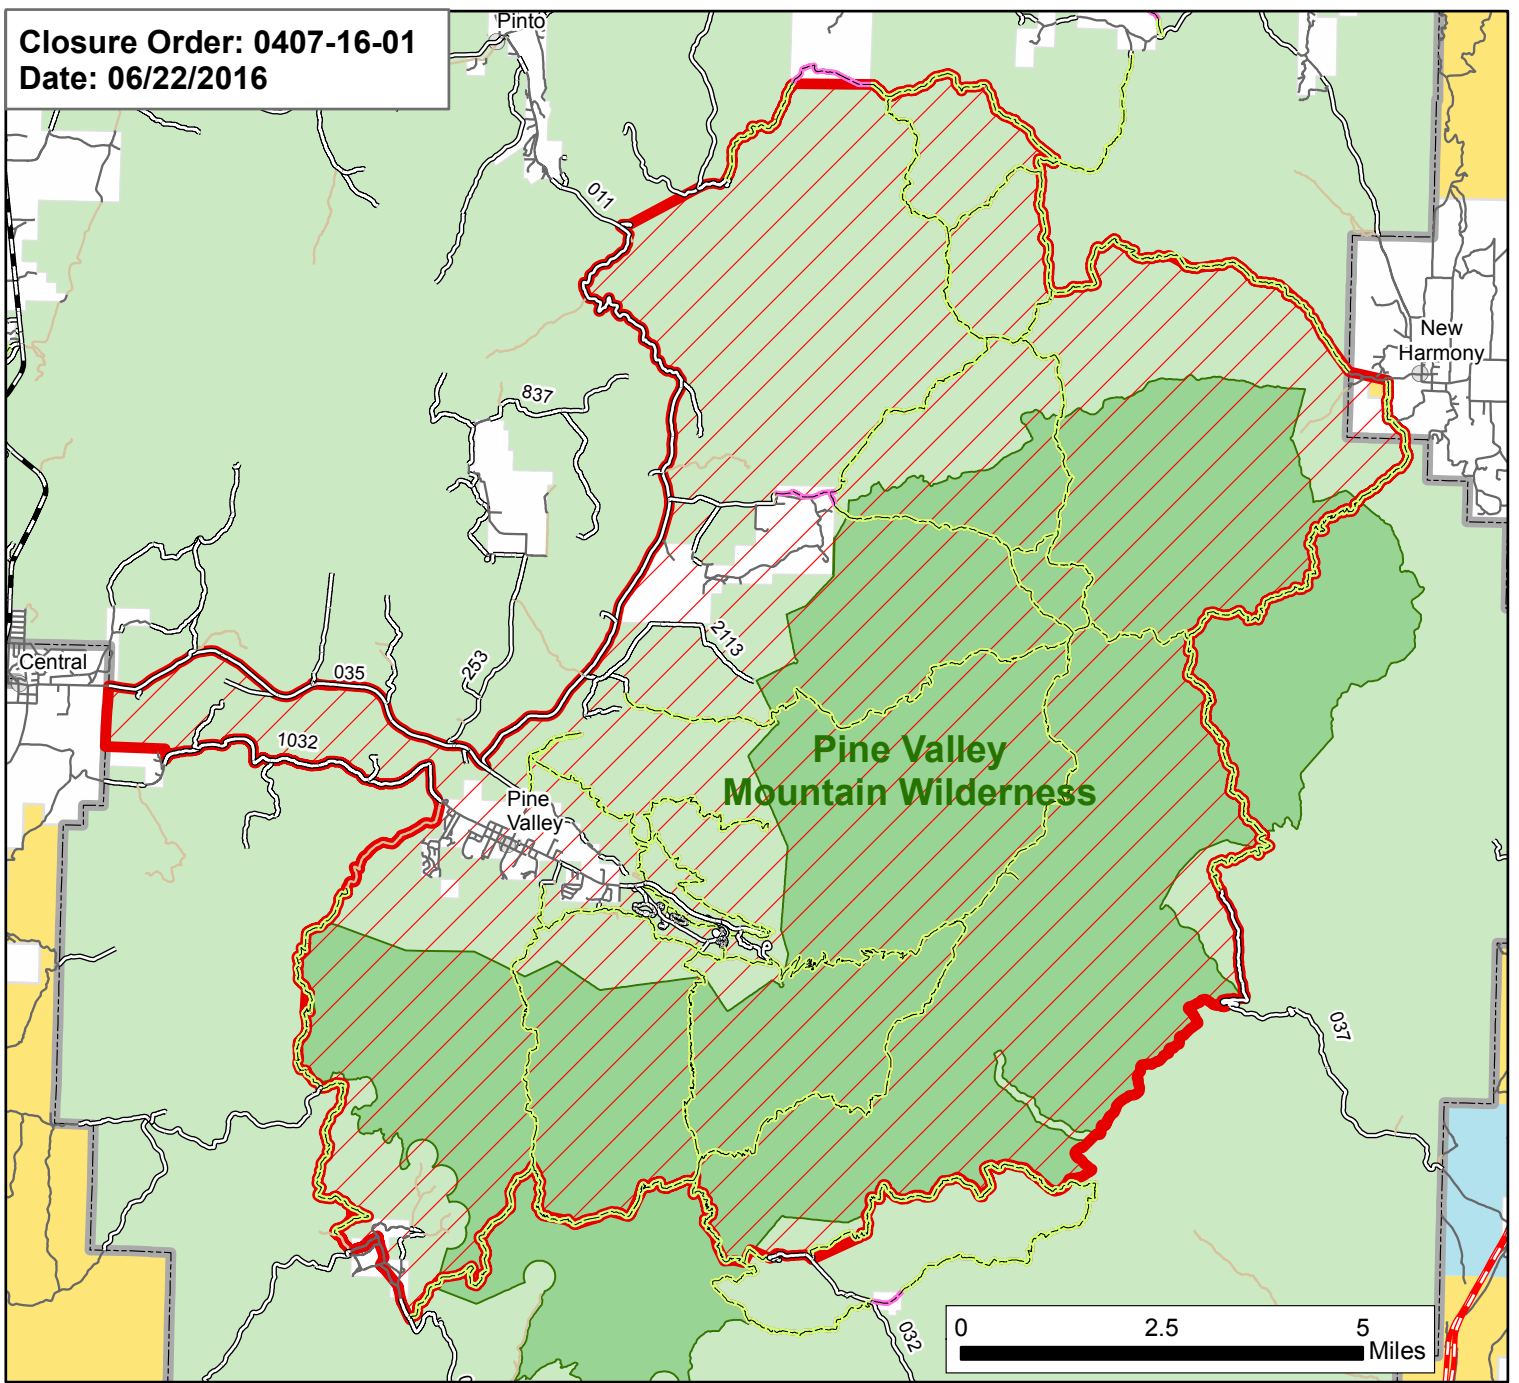 Closure Order: 0407-16-01
Date: 06/22/2016
Pinto
011
New
Harmony
837
Central
035
253
2113
1032
Pine Valley
Mountain Wilderness
Pine
Valley
037
032
0 2.5 5
Miles